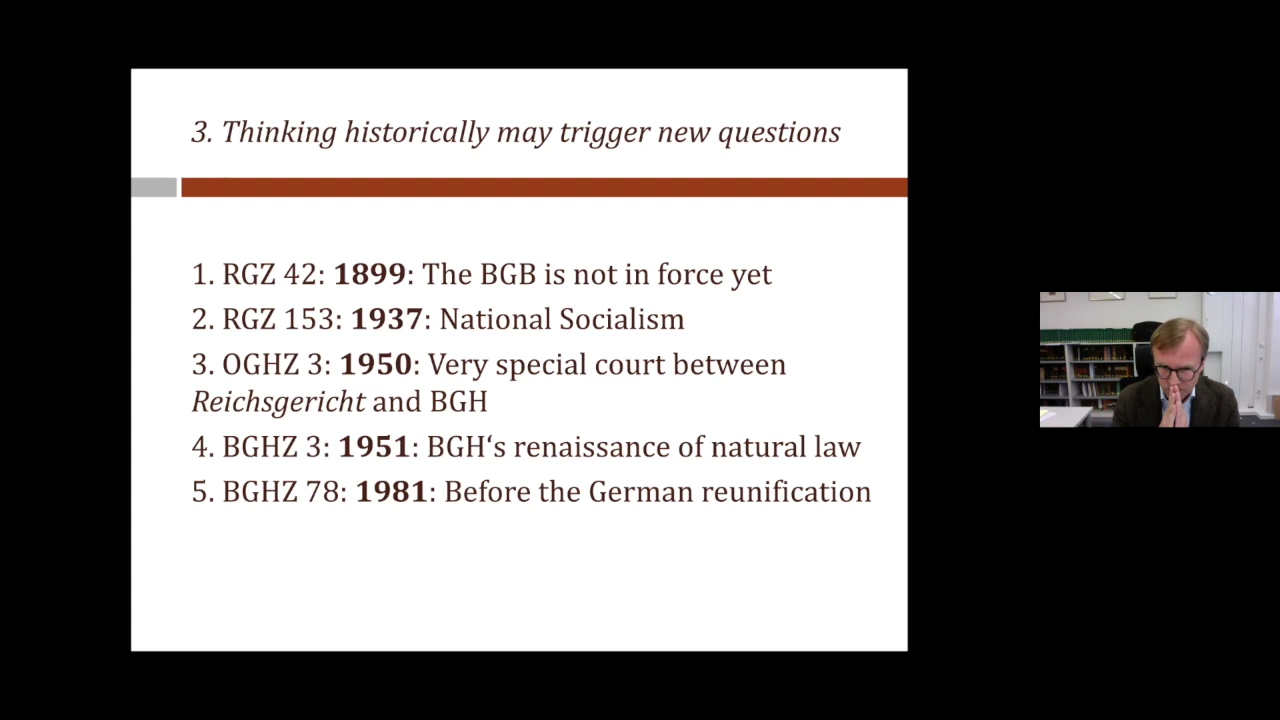 3. Thinking historically may trigger new questions
1. RGZ 42: 1899: The BGB is not in force yet
2. RGZ 153: 1937: National Socialism
3. OGHZ 3: 1950: Very special court between
Reichsgericht and BGH
4. BGHZ 3: 1951: BGH‘s renaissance of natural law
5. BGHZ 78: 1981: Before the German reunification